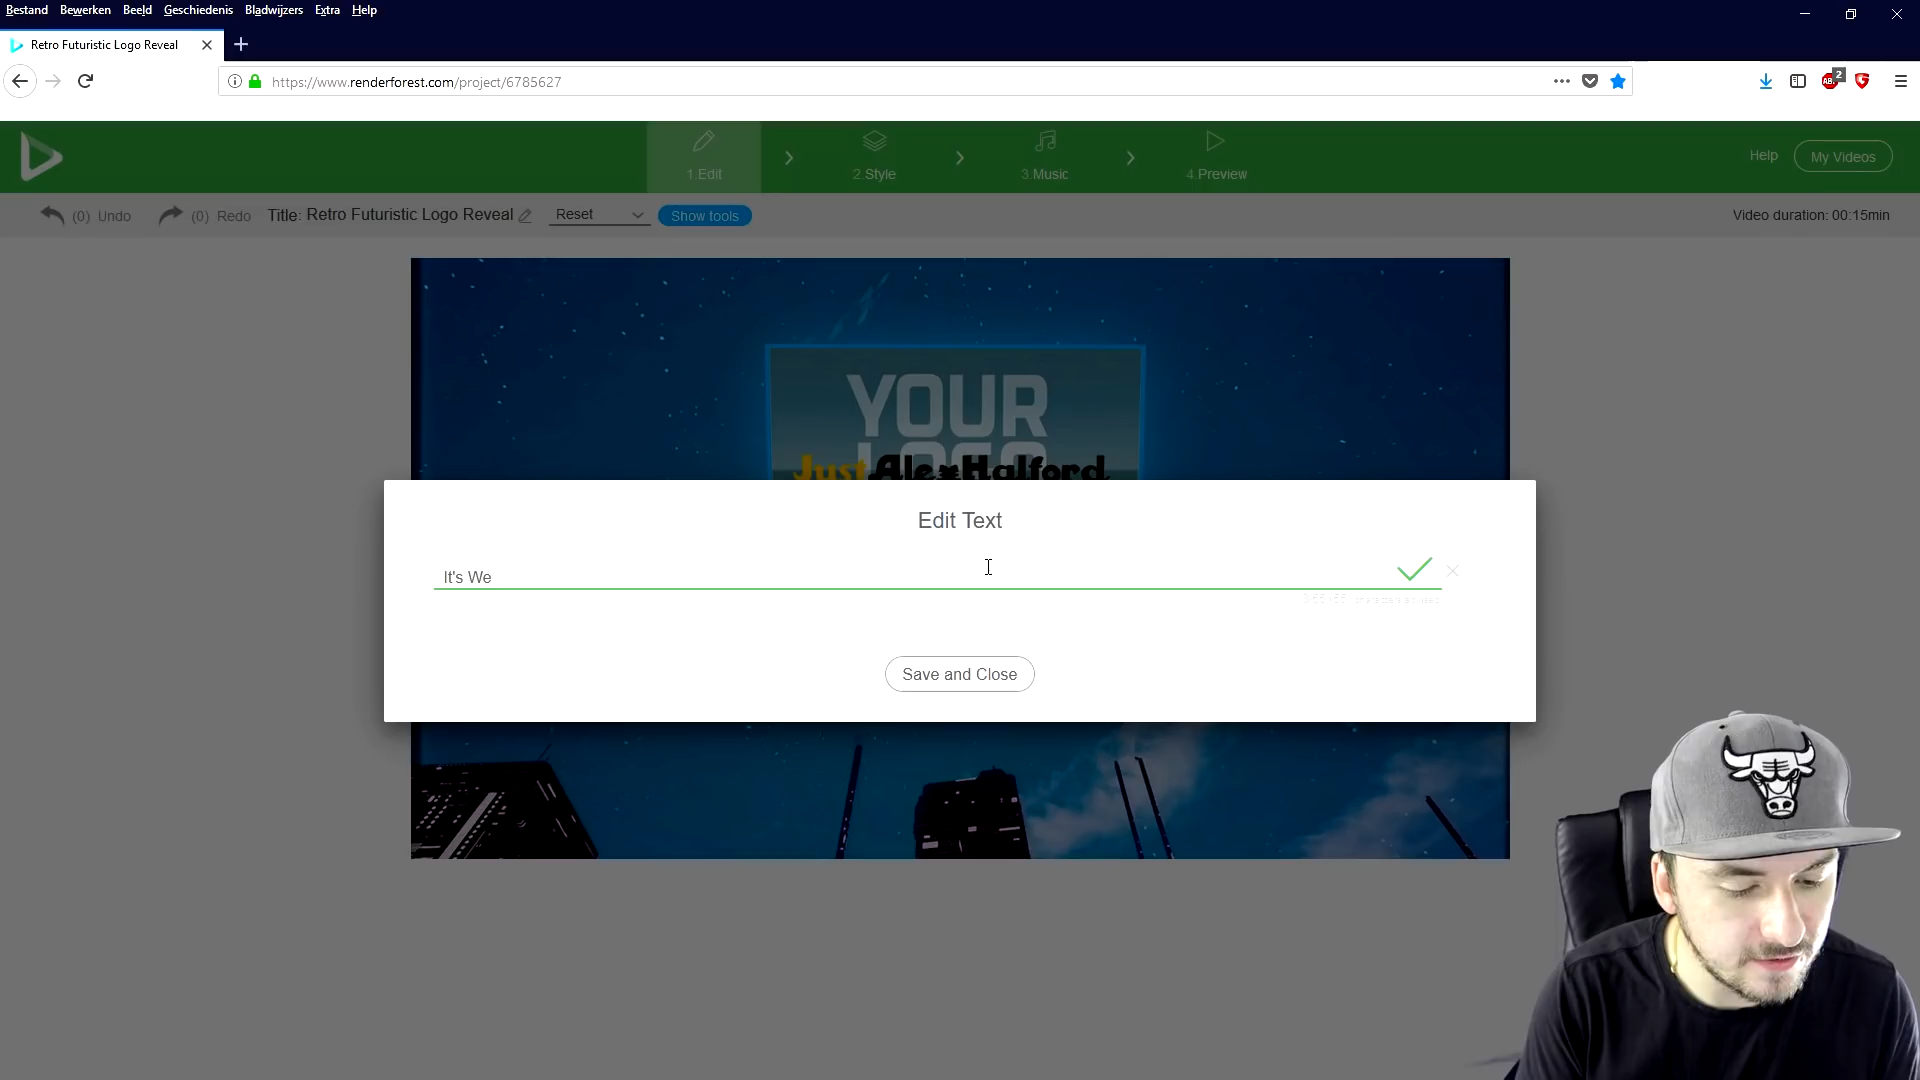 Bestand Bewerken Beeld Geschiedenis Bladwijzers Extra Help
Retro Futuristic Logo Reveal
https://www.renderforest.com/project/6785627
2
1.Edit
2.Style
3.Music
4.Preview
Help
My Videos
(0) Undo
(0) Redo
Title: Retro Futuristic Logo Reveal
Reset
Show tools
Video duration: 00:15min
YOUR
LOGO
JustAlexHalford
Edit Text
It's We
Save and Close